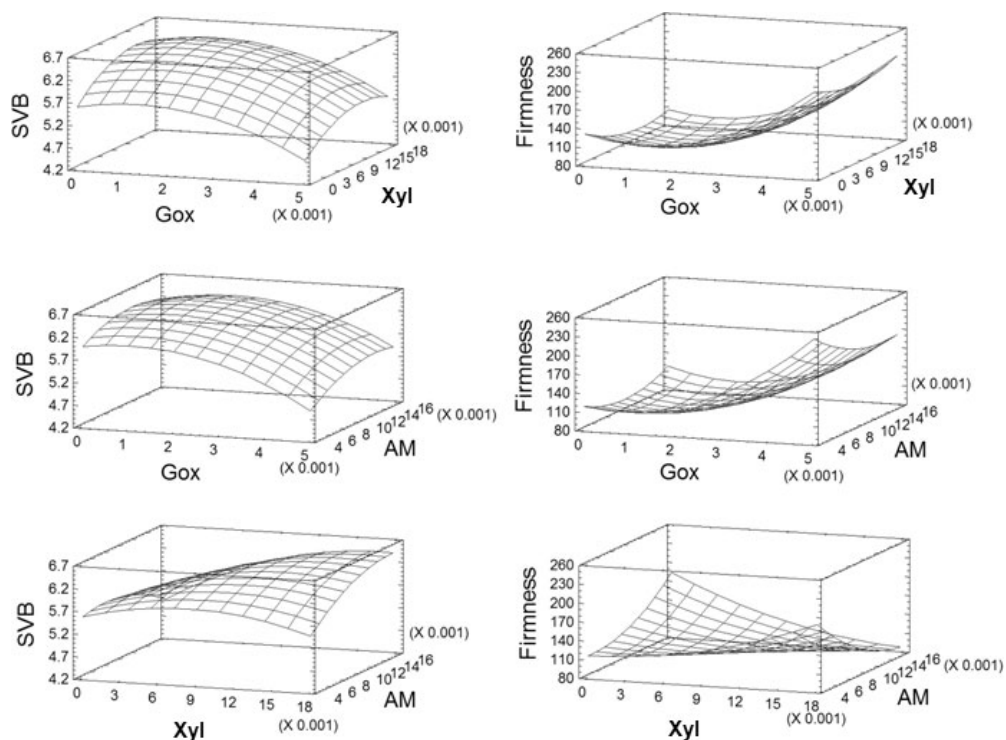 6.7
6.2
5.7
5.2
4.7
4.2
SVB
0 1 2 3 4 5
Gox
(X 0.001)
0 3 6 9 12 15 18
Xyl
(X 0.001)
260
230
200
170
140
110
80
Firmness
0 1 2 3 4 5
Gox
(X 0.001)
0 3 6 9 12 15 18
Xyl
(X 0.001)
6.7
6.2
5.7
5.2
4.7
4.2
SVB
0 1 2 3 4 5
Gox
(X 0.001)
4 6 8 10 12 14 16
AM
(X 0.001)
260
230
200
170
140
110
80
Firmness
0 1 2 3 4 5
Gox
(X 0.001)
4 6 8 10 12 14 16
AM
(X 0.001)
6.7
6.2
5.7
5.2
4.7
4.2
SVB
0 3 6 9 12 15 18
Xyl
(X 0.001)
4 6 8 10 12 14 16
AM
(X 0.001)
260
230
200
170
140
110
80
Firmness
0 3 6 9 12 15 18
Xyl
(X 0.001)
4 6 8 10 12 14 16
AM
(X 0.001)